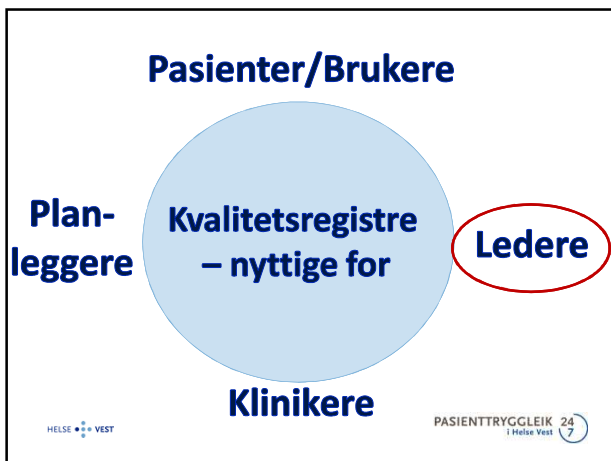 Pasienter/Brukere
Plan-
leggere
Kvalitetsregistre
– nyttige for
Ledere
Klinikere
HELSE VEST
PASIENTTRYGGLEIK 24
i Helse Vest 7